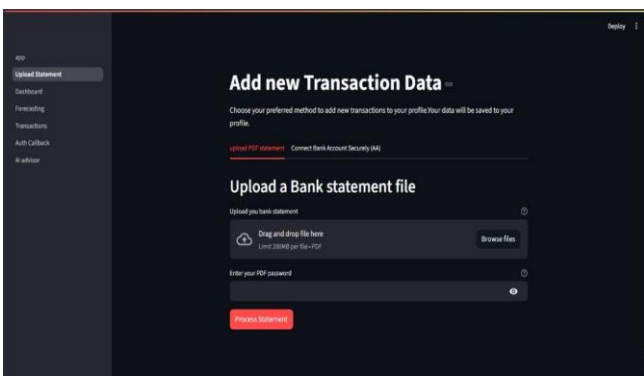 Deploy
app
Upload Statement
Dashboard
Forecasting
Transactions
Auth Callback
AI advisor
Add new Transaction Data
Choose your preferred method to add new transactions to your profile.Your data will be saved to your
profile.
upload PDF statement Connect Bank Account Securely (AA)
Upload a Bank statement file
Upload you bank statement
Drag and drop file here
Limit 200MB per file • PDF
Browse files
Enter your PDF password
Process Statement